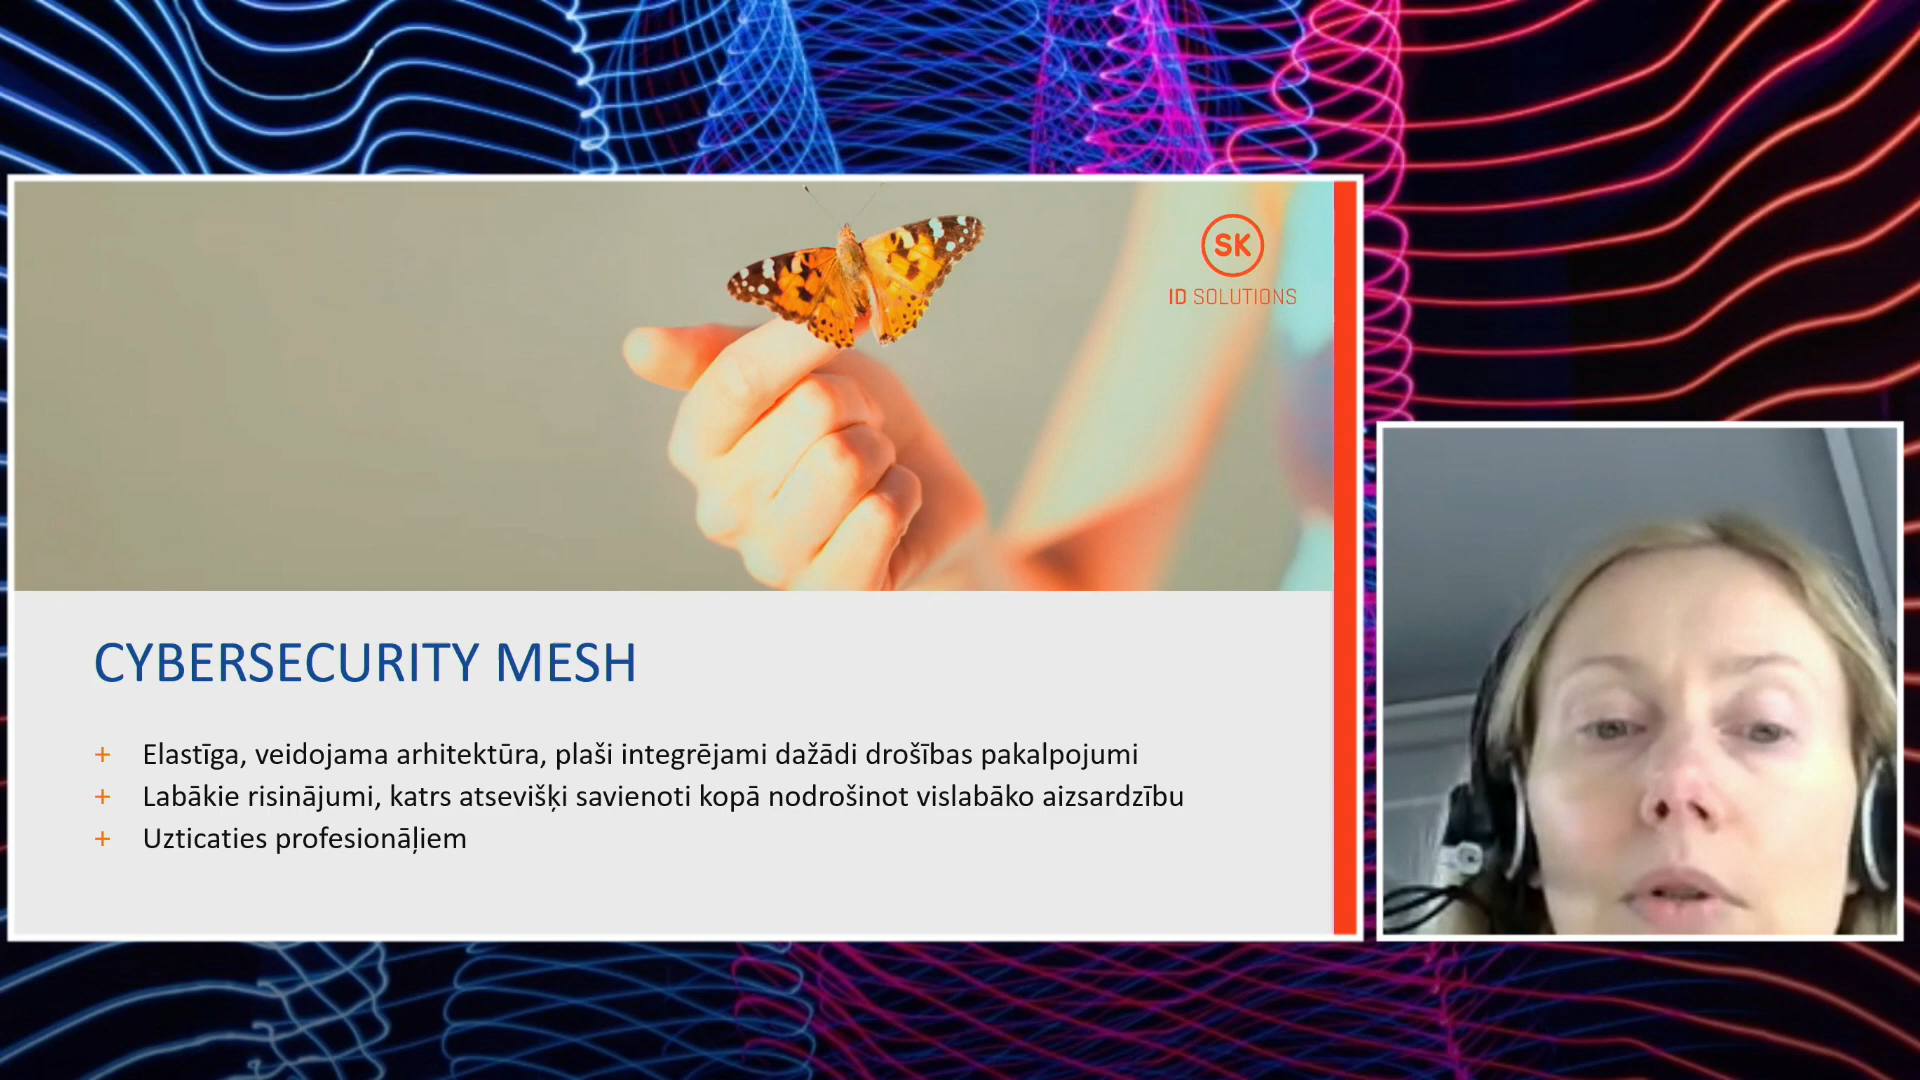 SK
ID SOLUTIONS
CYBERSECURITY MESH
+ Elastīga, veidojama arhitektūra, plaši integrējami dažādi drošības pakalpojumi
+ Labākie risinājumi, katrs atsevišķi savienoti kopā nodrošinot vislabāko aizsardzību
+ Uzticaties profesionāļiem